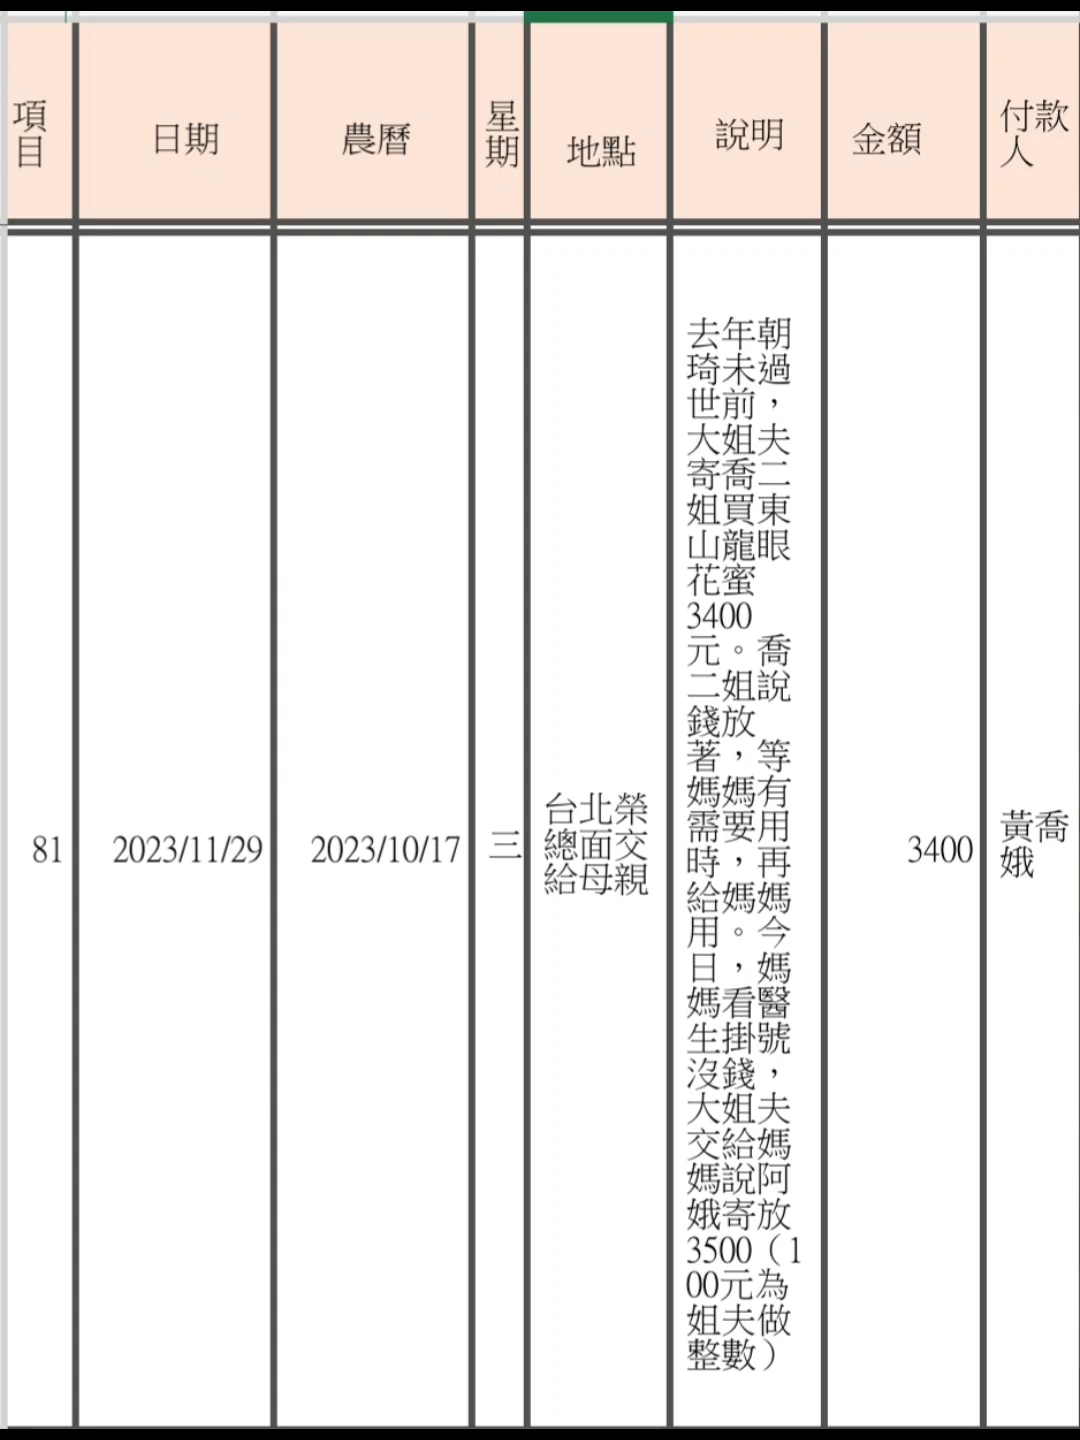 項
目
日期
農曆
星
期
地點
說明
金額
付款
人
81
2023/11/29
2023/10/17
三
台北榮
總面交
給母親
去年朝
琦未過
世前，
大姐夫
寄喬二
姐買東
山龍眼
花蜜
3400
元。喬
二姐說
錢放
著，等
媽媽有
需要用
時，再
給媽媽
用。今
日，媽
媽看醫
生掛號
沒錢，
大姐夫
交給媽
媽說阿
娥寄放
3500（1
00元為
姐夫做
整數）
3400
黃喬
娥